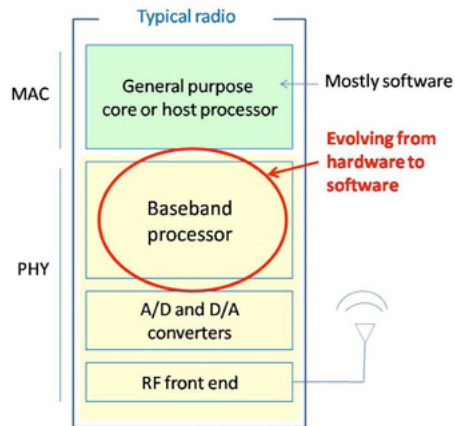 Typical radio
MAC
General purpose
core or host processor
Mostly software
Evolving from
hardware to
software
Baseband
processor
PHY
A/D and D/A
converters
RF front end